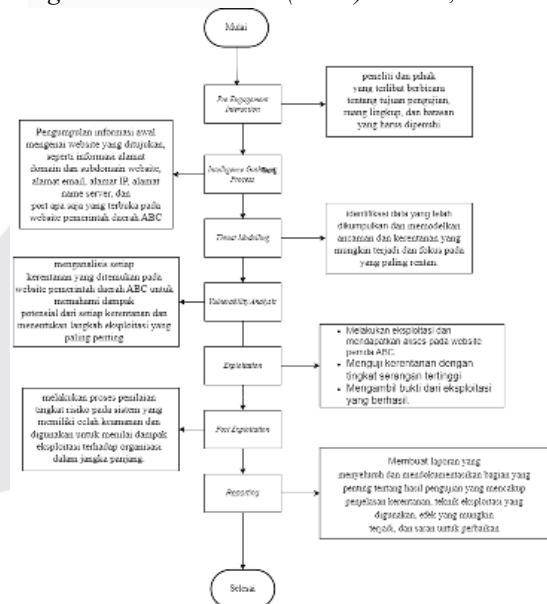 Mulai
Pre Engagement
Interaction
peneliti dan pihak
yang terlibat berbicara
tentang tujuan pengujian,
ruang lingkup, dan batasan
yang harus dipenuhi
Pengumpulan informasi awal
mengenai website yang ditujukan,
seperti informasi alamat
domain dan subdomain website,
alamat email, alamat IP, alamat
name server, dan
port apa saja yang terbuka pada
website pemerintah daerah ABC
Intelligence Gathering
Process
Threat Modelling
identifikasi data yang telah
dikumpulkan dan memodelkan
ancaman dan kerentanan yang
mungkin terjadi dan fokus pada
yang paling rentan.
menganalisis setiap
kerentanan yang ditemukan pada
website pemerintah daerah ABC untuk
memahami dampak
potensial dari setiap kerentanan dan
menentukan langkah eksploitasi yang
paling penting
Vulnerability Analysis
Exploitation
• Melakukan eksploitasi dan
mendapatkan akses pada website
pemda ABC.
• Menguji kerentanan dengan
tingkat serangan tertinggi
• Mengambil bukti dari eksploitasi
yang berhasil.
melakukan proses penilaian
tingkat risiko pada sistem yang
memiliki celah keamanan dan
digunakan untuk menilai dampak
eksploitasi terhadap organisasi
dalam jangka panjang.
Post Exploitation
Reporting
Membuat laporan yang
menyeluruh dan mendokumentasikan bagian yang
penting tentang hasil pengujian yang mencakup
penjelasan kerentanan, teknik eksploitasi yang
digunakan, efek yang mungkin
terjadi, dan saran untuk perbaikan
Selesai